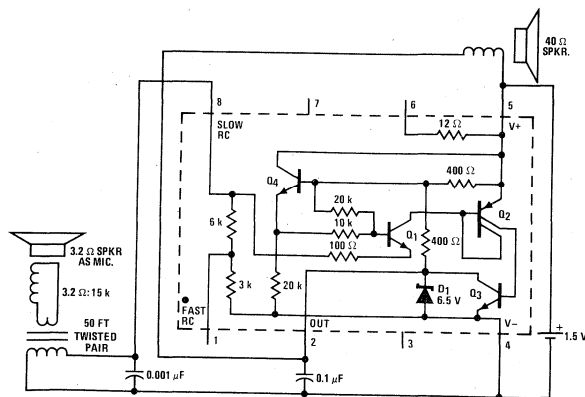 40 Ω
SPKR.
8
7
6
5
SLOW
RC
12 Ω
V+
Q4
400 Ω
20 k
Q2
6 k
10 k
Q1
100 Ω
400 Ω
3.2 Ω SPKR
AS MIC.
3.2 Ω: 15 k
3 k
20 k
D1
6.5 V
Q3
50 FT
TWISTED
PAIR
FAST
RC
OUT
V−
1
2
3
4
+
1.5 V
0.001 μF
0.1 μF